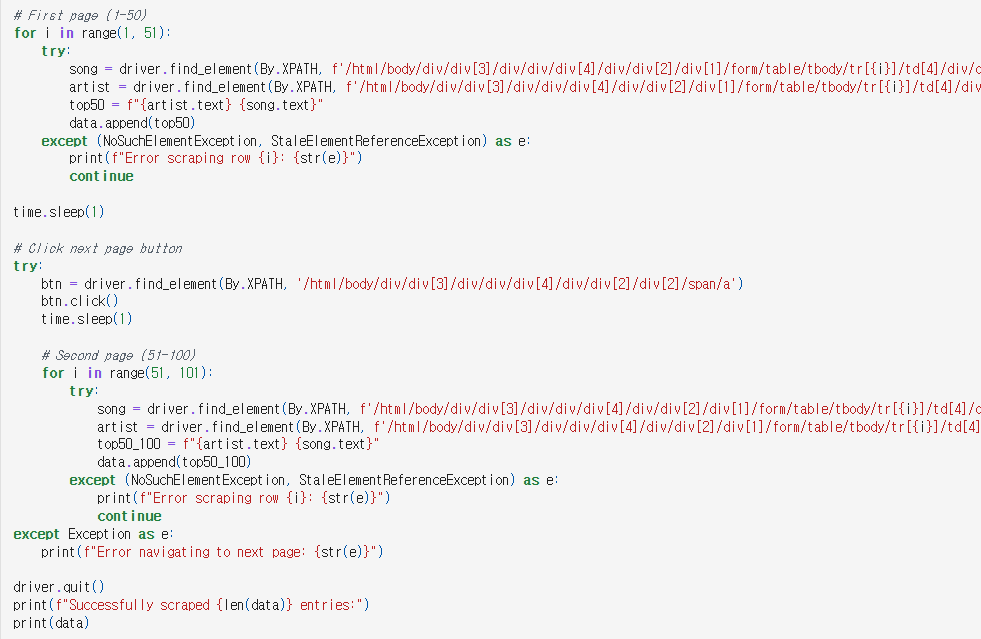 # First page (1-50)
for i in range(1, 51):
    try:
        song = driver.find_element(By.XPATH, f'/html/body/div/div[3]/div/div/div[4]/div/div[2]/div[1]/form/table/tbody/tr[{i}]/td[4]/div/d
        artist = driver.find_element(By.XPATH, f'/html/body/div/div[3]/div/div/div[4]/div/div[2]/div[1]/form/table/tbody/tr[{i}]/td[4]/div
        top50 = f"{artist.text} {song.text}"
        data.append(top50)
    except (NoSuchElementException, StaleElementReferenceException) as e:
        print(f"Error scraping row {i}: {str(e)}")
        continue

time.sleep(1)

# Click next page button
try:
    btn = driver.find_element(By.XPATH, '/html/body/div/div[3]/div/div/div[4]/div/div[2]/div[2]/span/a')
    btn.click()
    time.sleep(1)

    # Second page (51-100)
    for i in range(51, 101):
        try:
            song = driver.find_element(By.XPATH, f'/html/body/div/div[3]/div/div/div[4]/div/div[2]/div[1]/form/table/tbody/tr[{i}]/td[4]/d
            artist = driver.find_element(By.XPATH, f'/html/body/div/div[3]/div/div/div[4]/div/div[2]/div[1]/form/table/tbody/tr[{i}]/td[4]
            top50_100 = f"{artist.text} {song.text}"
            data.append(top50_100)
        except (NoSuchElementException, StaleElementReferenceException) as e:
            print(f"Error scraping row {i}: {str(e)}")
            continue
except Exception as e:
    print(f"Error navigating to next page: {str(e)}")

driver.quit()
print(f"Successfully scraped {len(data)} entries:")
print(data)